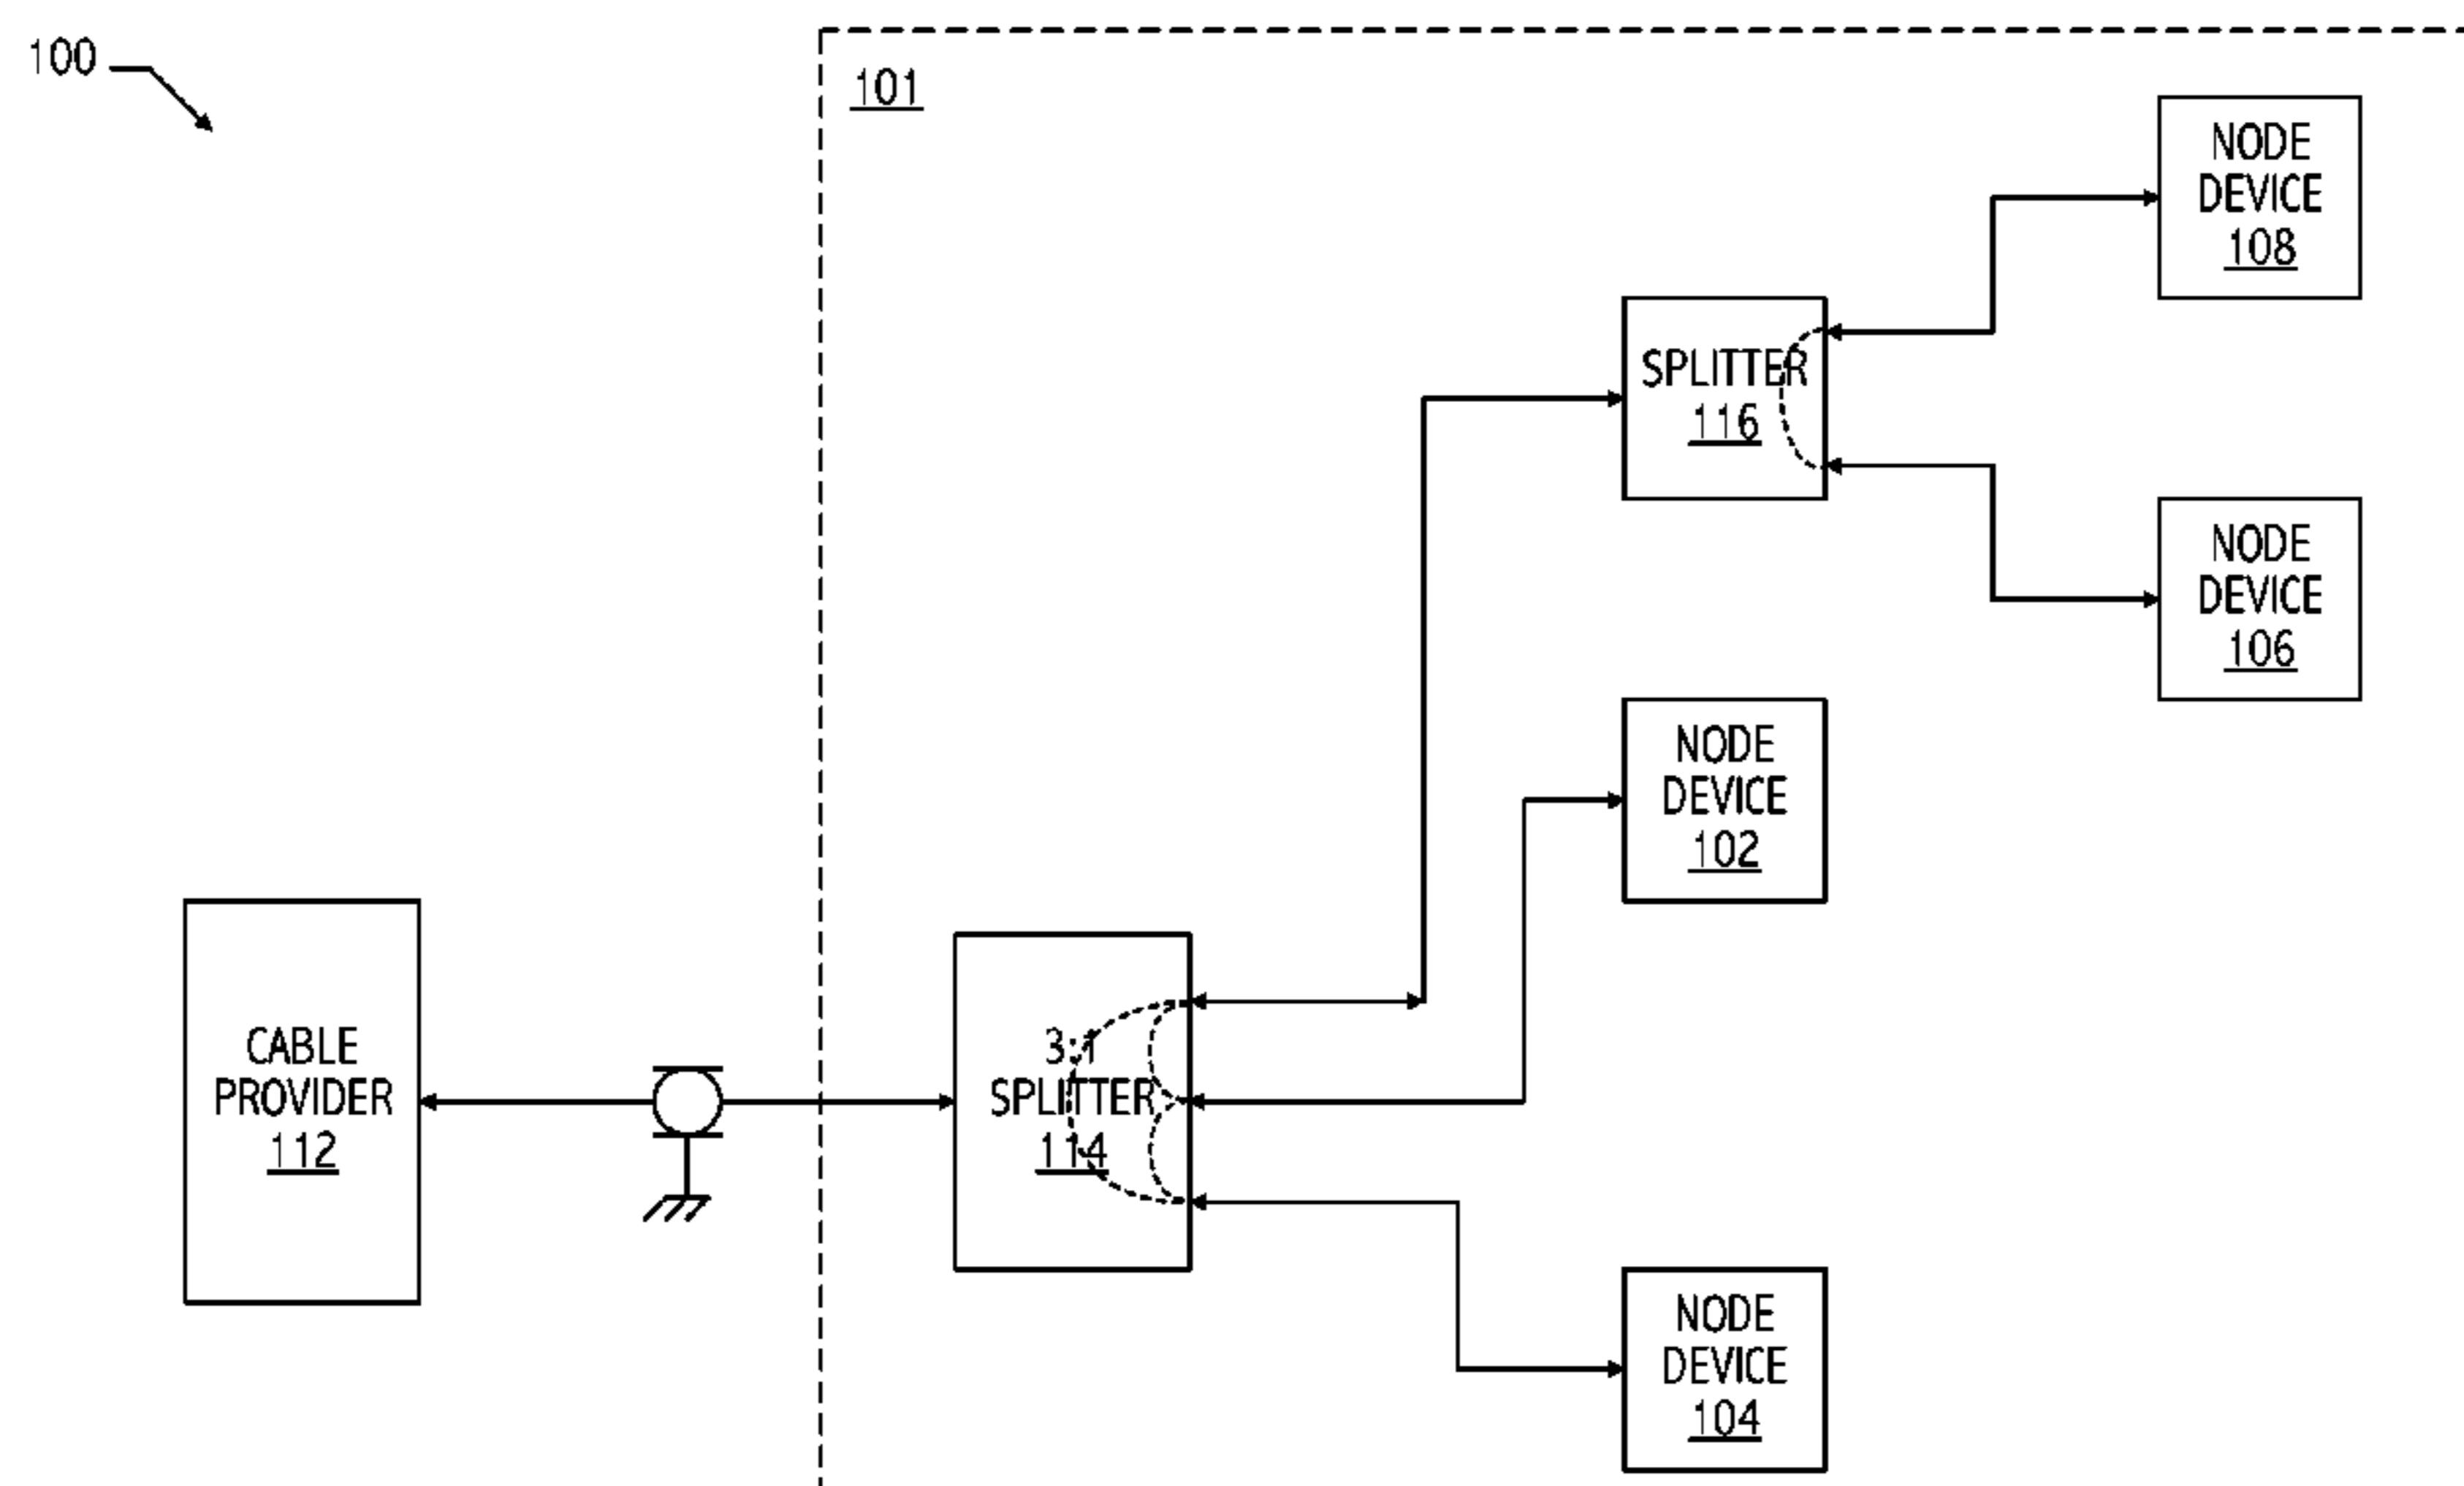 100
101
NODE
DEVICE
108
SPLITTER
116
NODE
DEVICE
106
NODE
DEVICE
102
CABLE
PROVIDER
112
3:1
SPLITTER
114
NODE
DEVICE
104